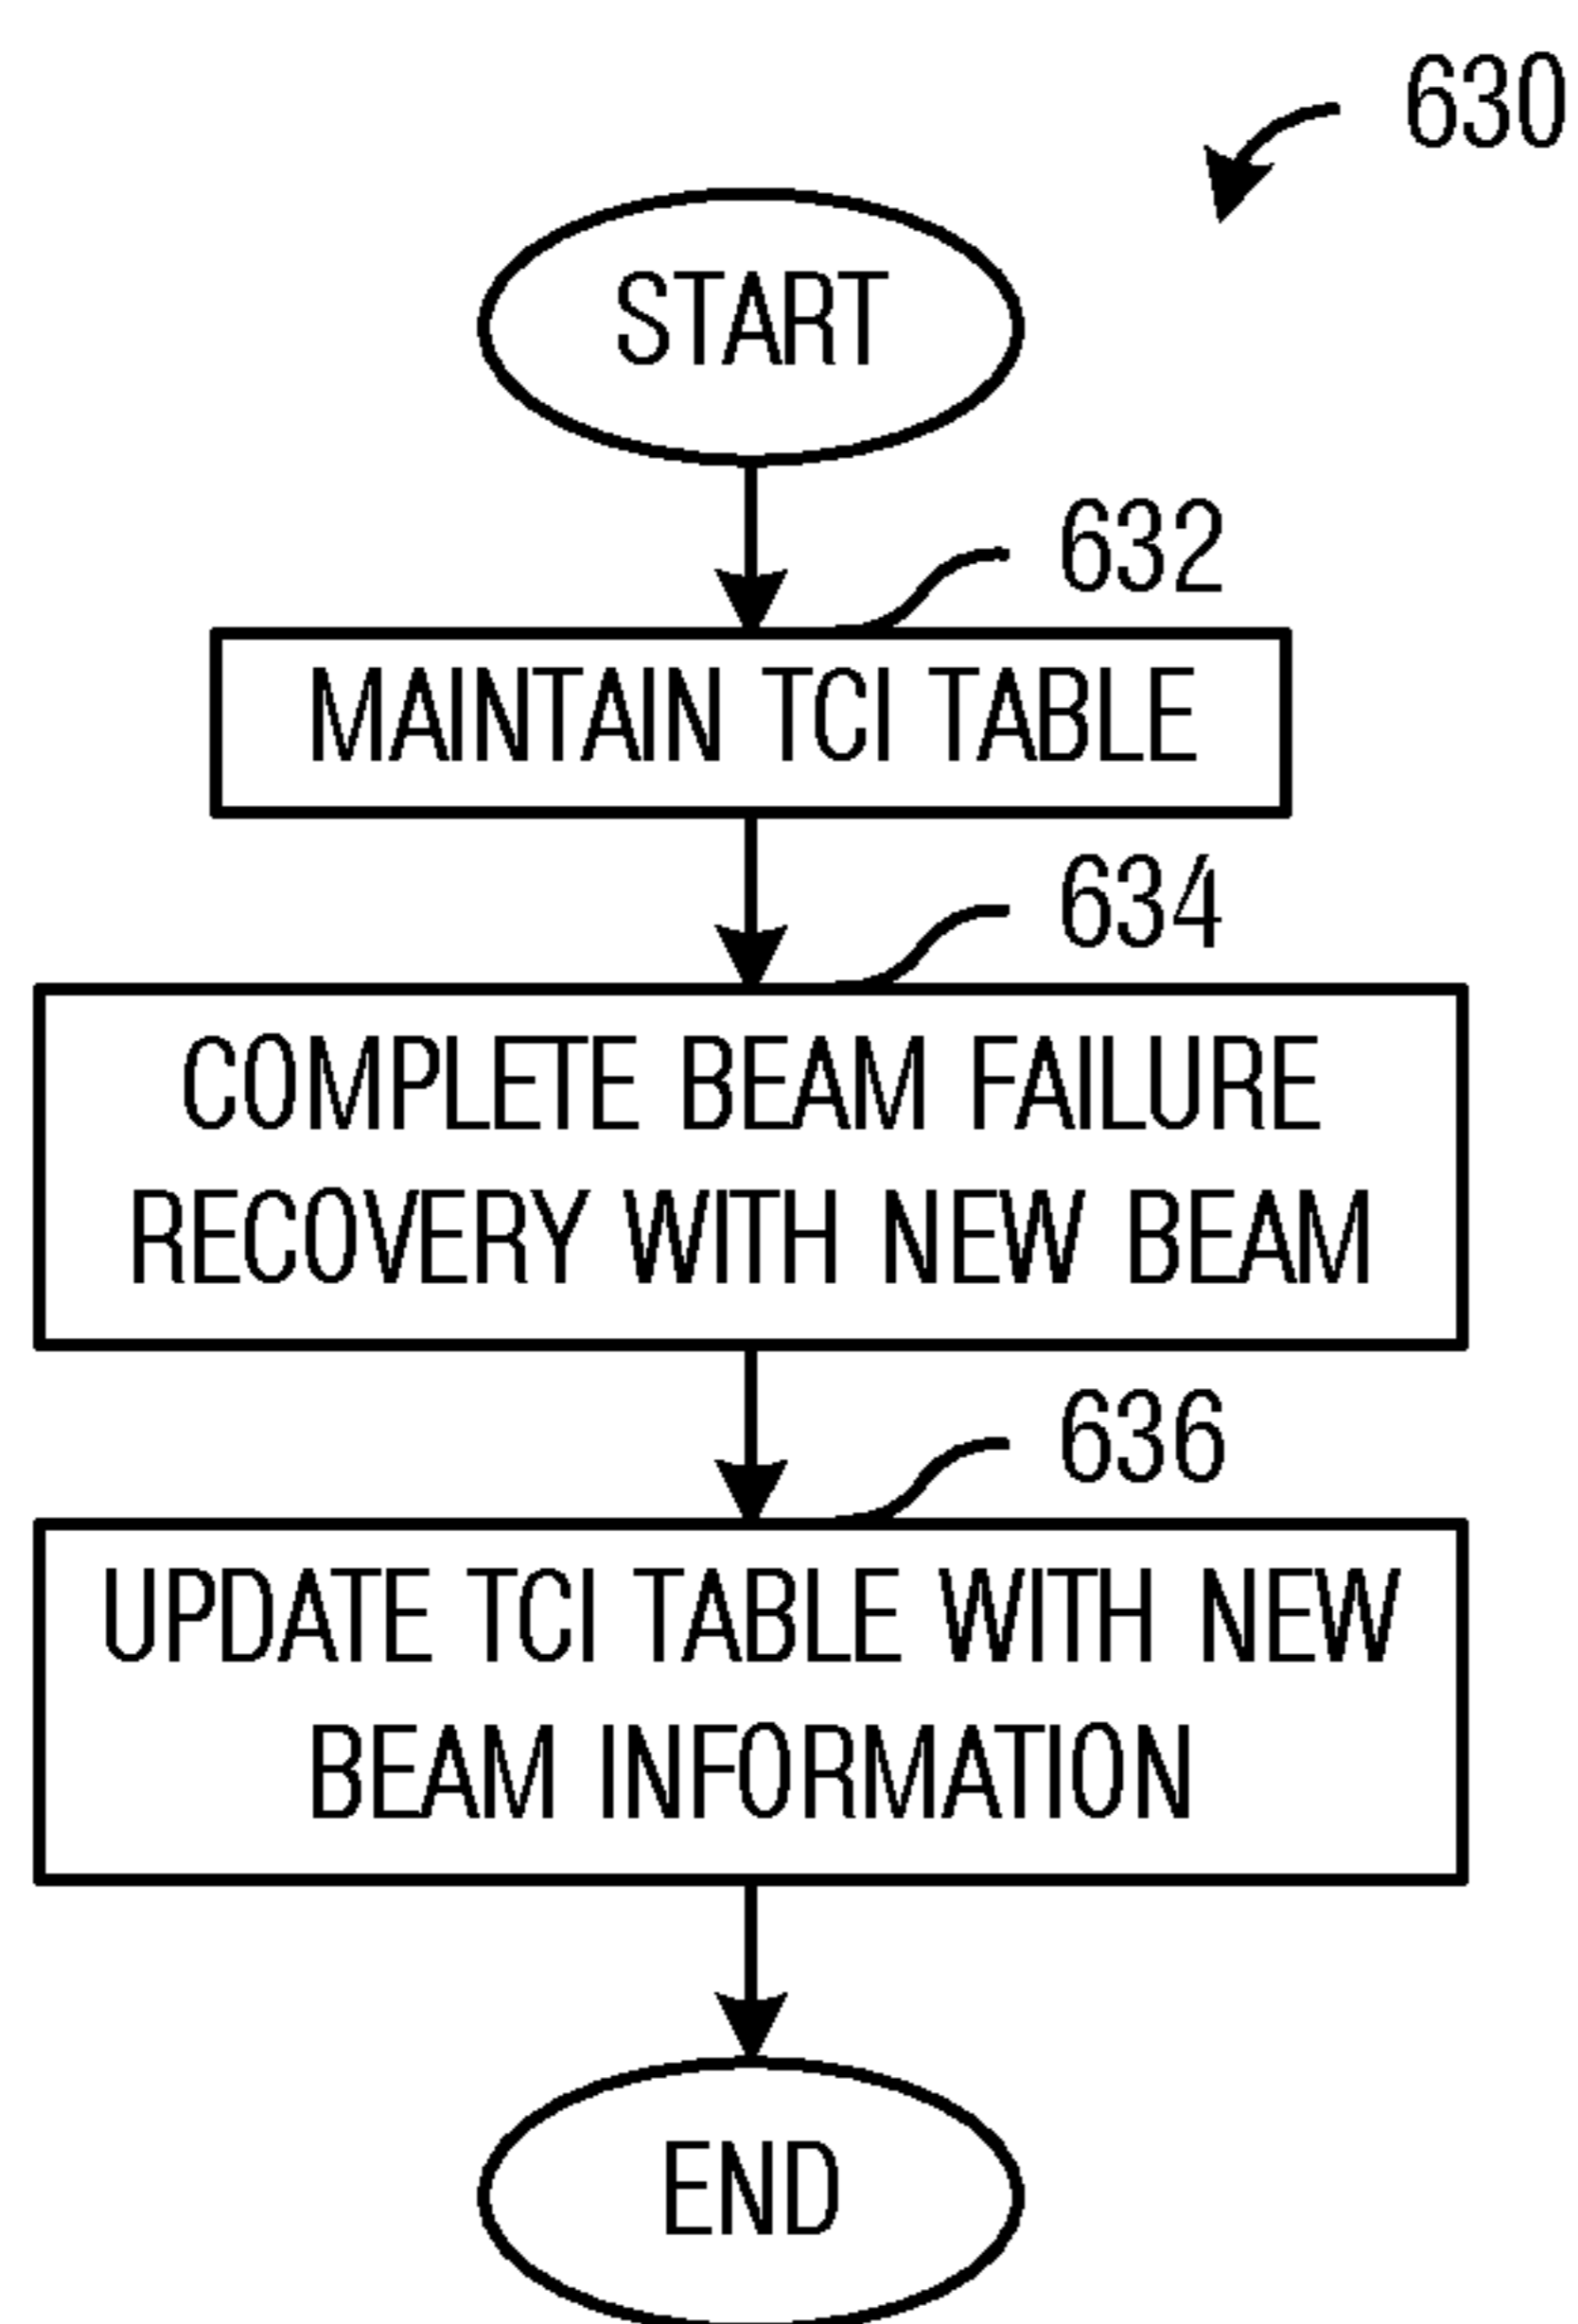 630
START
632
MAINTAIN TCI TABLE
634
COMPLETE BEAM FAILURE
RECOVERY WITH NEW BEAM
636
UPDATE TCI TABLE WITH NEW
BEAM INFORMATION
END